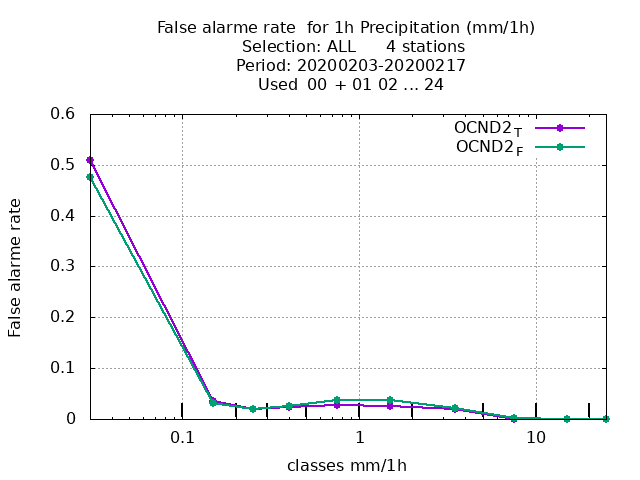 False alarme rate  for 1h Precipitation (mm/1h)
Selection: ALL      4 stations
Period: 20200203-20200217
Used  00  + 01 02 ... 24
0.6
OCND2T
OCND2F
0.5
0.4
0.3
0.2
0.1
0
False alarme rate
0.1
1
10
classes mm/1h